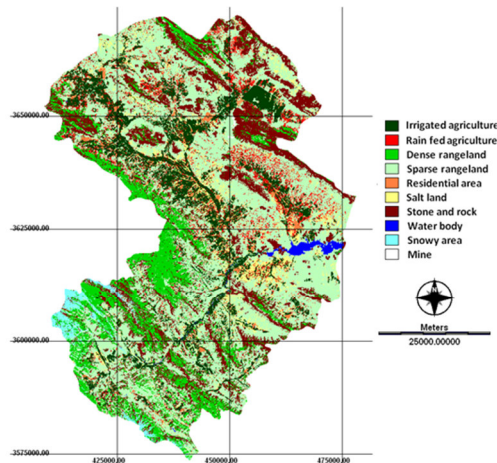 3650000.00
3625000.00
3600000.00
3575000.00
425000.00
450000.00
475000.00
Irrigated agriculture
Rain fed agriculture
Dense rangeland
Sparse rangeland
Residential area
Salt land
Stone and rock
Water body
Snowy area
Mine
Meters
25000.00000